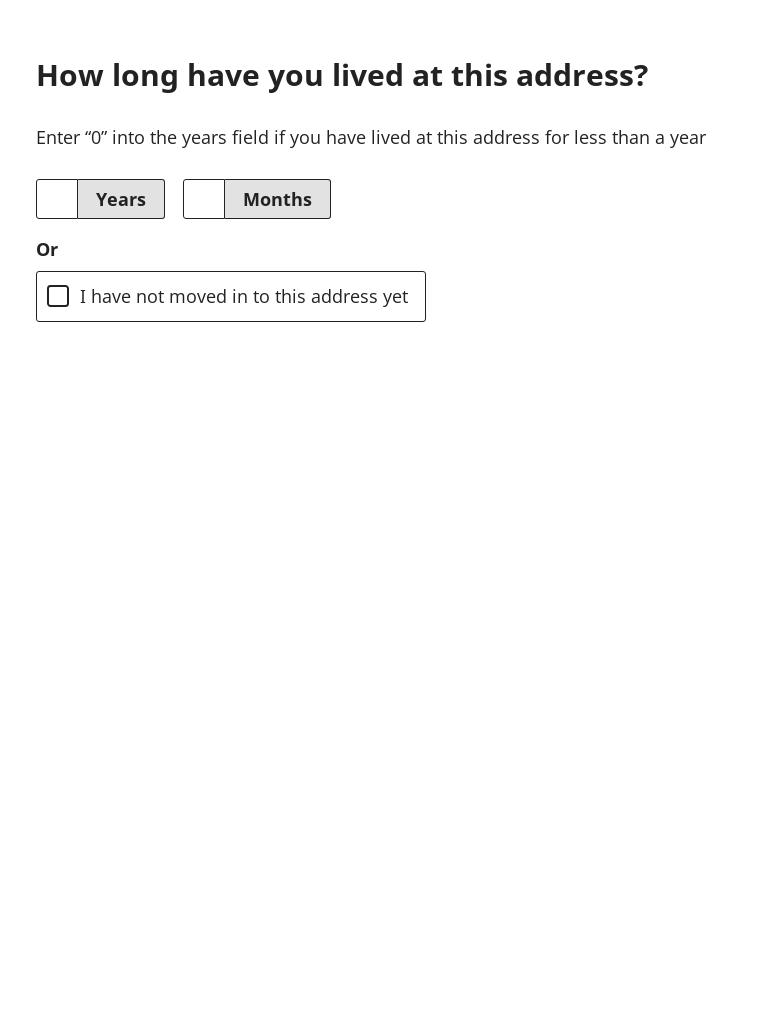 How long have you lived at this address?
Enter “0” into the years field if you have lived at this address for less than a year
Years Months
Or
I have not moved in to this address yet